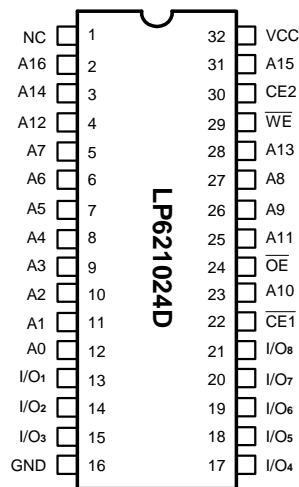 NC 1 32 VCC
A16 2 31 A15
A14 3 30 CE2
A12 4 29 W̅E̅
A7 5 28 A13
A6 6 27 A8
A5 7 26 A9
A4 8 25 A11
A3 9 24 O̅E̅
A2 10 23 A10
A1 11 22 C̅E̅1̅
A0 12 21 I/O₈
I/O₁ 13 20 I/O₇
I/O₂ 14 19 I/O₆
I/O₃ 15 18 I/O₅
GND 16 17 I/O₄
LP621024D